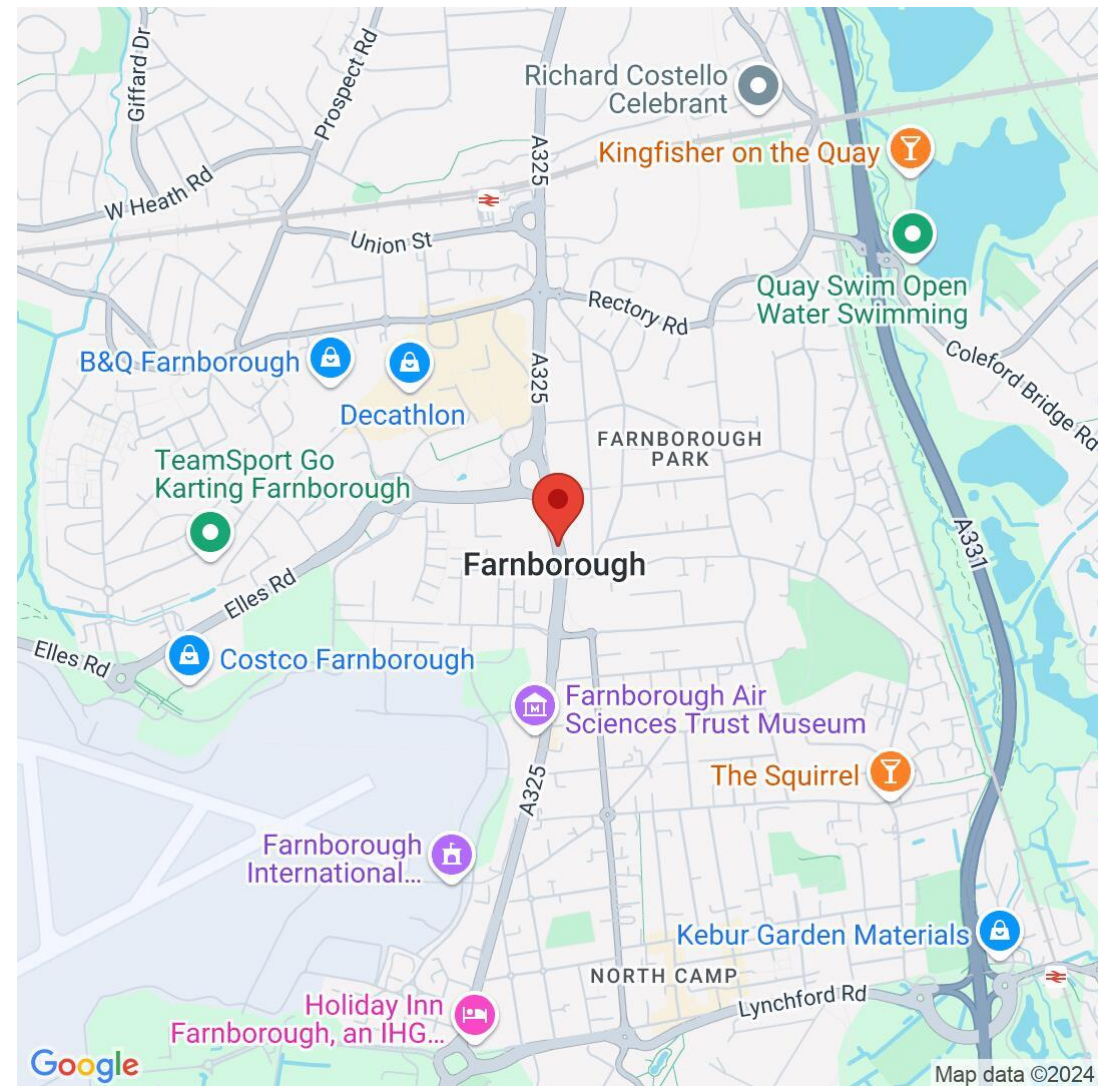 Giffard Dr
Prospect Rd
Richard Costello
Celebrant
A325
Kingfisher on the Quay
W Heath Rd
Union St
Quay Swim Open
Water Swimming
Rectory Rd
B&Q Farnborough
Decathlon
A325
Coleford Bridge Rd
FARNBOROUGH
PARK
TeamSport Go
Karting Farnborough
A331
Farnborough
Elles Rd
Elles Rd
Costco Farnborough
Farnborough Air
Sciences Trust Museum
The Squirrel
A325
Farnborough
International...
Kebur Garden Materials
NORTH CAMP
Lynchford Rd
Holiday Inn
Farnborough, an IHG...
Google
Map data ©2024